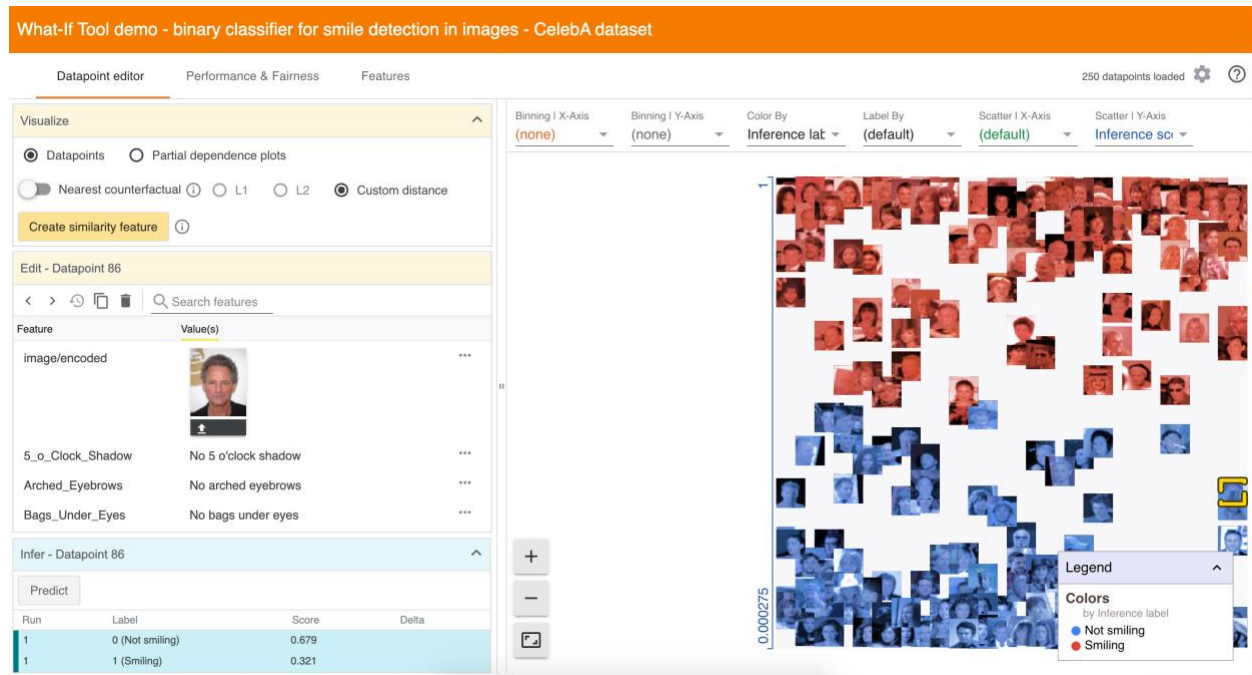 What-If Tool demo - binary classifier for smile detection in images - CelebA dataset
Datapoint editor Performance & Fairness Features 250 datapoints loaded
Visualize
Datapoints Partial dependence plots
Nearest counterfactual L1 L2 Custom distance
Create similarity feature
Edit - Datapoint 86
Search features
Feature Value(s)
image/encoded
5_o_Clock_Shadow No 5 o'clock shadow
Arched_Eyebrows No arched eyebrows
Bags_Under_Eyes No bags under eyes
Infer - Datapoint 86
Predict
Run Label Score Delta
1 0 (Not smiling) 0.679
1 1 (Smiling) 0.321
Binning | X-Axis Binning | Y-Axis Color By Label By Scatter | X-Axis Scatter | Y-Axis
(none) (none) Inference lab (default) (default) Inference sco
1
0.000275
Legend
Colors
by Inference label
Not smiling
Smiling